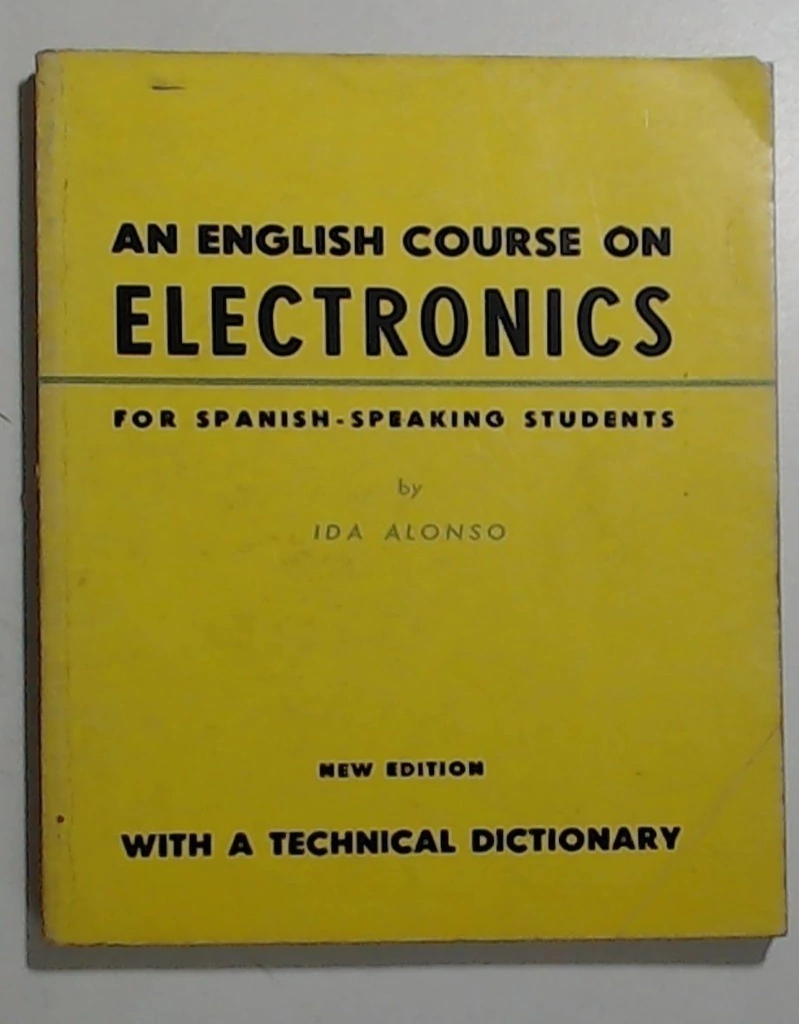 AN ENGLISH COURSE ON
ELECTRONICS
FOR SPANISH-SPEAKING STUDENTS
by
IDA ALONSO
NEW EDITION
WITH A TECHNICAL DICTIONARY